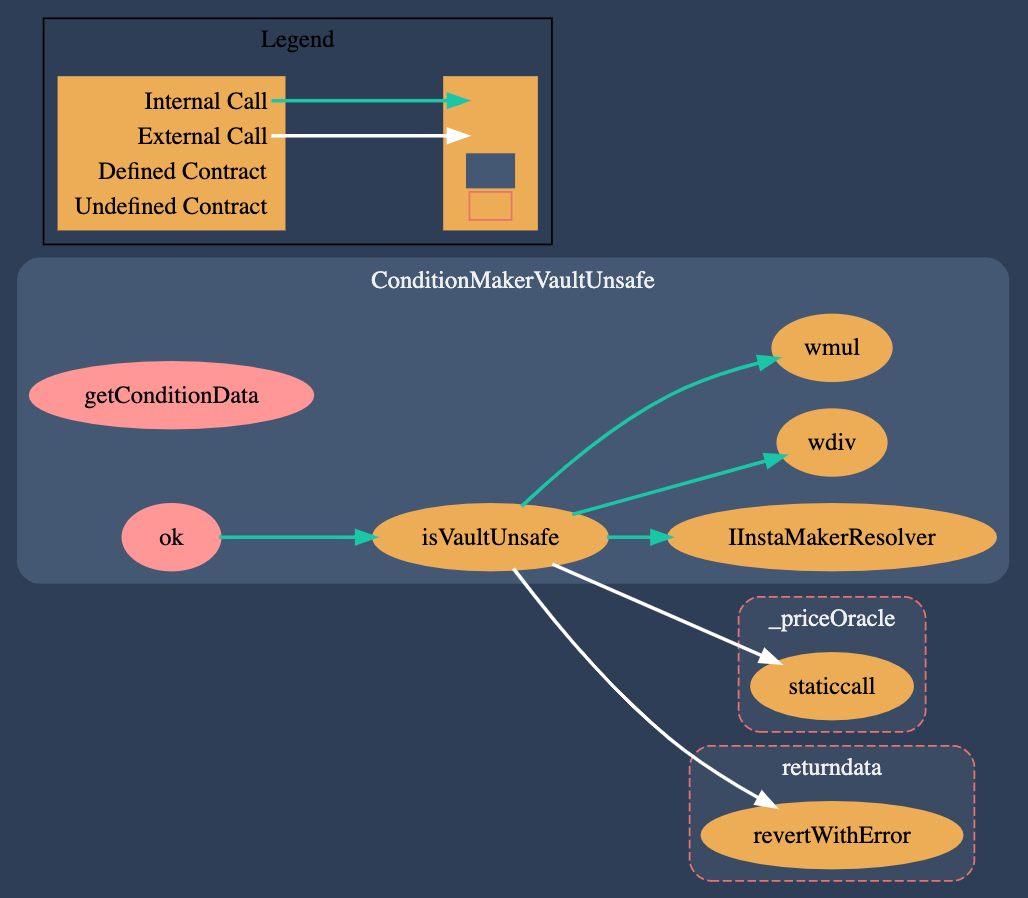 Legend
Internal Call
External Call
Defined Contract
Undefined Contract
ConditionMakerVaultUnsafe
wmul
getConditionData
wdiv
ok
isVaultUnsafe
IInstaMakerResolver
_priceOracle
staticcall
returndata
revertWithError